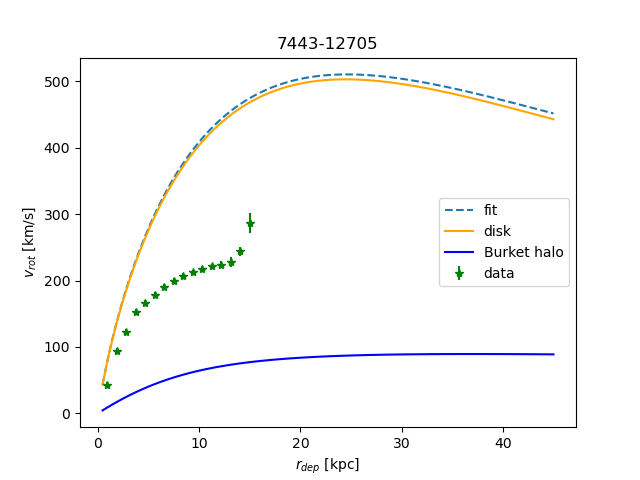 7443-12705
500
400
300
200
100
0
v_rot [km/s]
fit
disk
Burket halo
data
0 10 20 30 40
r_dep [kpc]